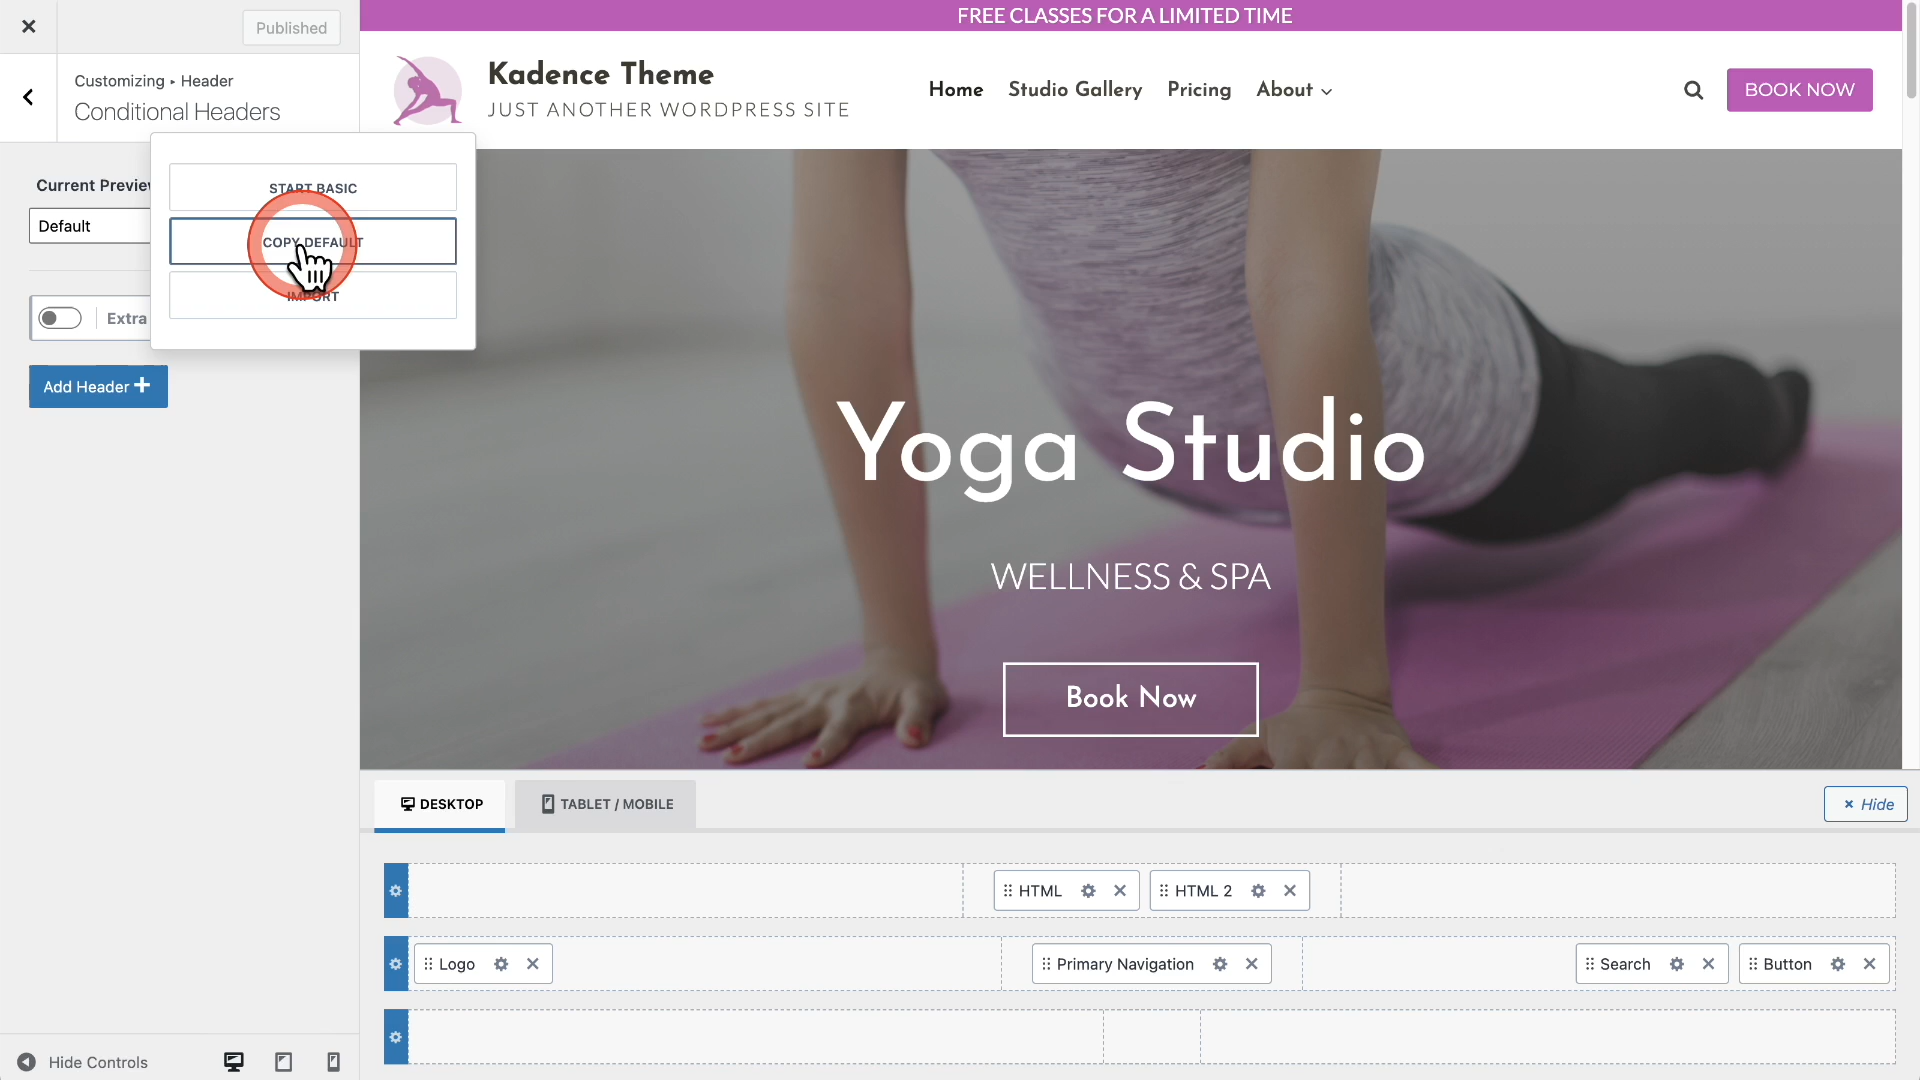 Published
FREE CLASSES FOR A LIMITED TIME
Customizing ▸ Header
Conditional Headers
Kadence Theme
JUST ANOTHER WORDPRESS SITE
Home Studio Gallery Pricing About
BOOK NOW
Current Preview
Default
START BASIC
COPY DEFAULT
IMPORT
Extra
Add Header
Yoga Studio
WELLNESS & SPA
Book Now
DESKTOP
TABLET / MOBILE
× Hide
HTML
HTML 2
Logo
Primary Navigation
Search
Button
Hide Controls